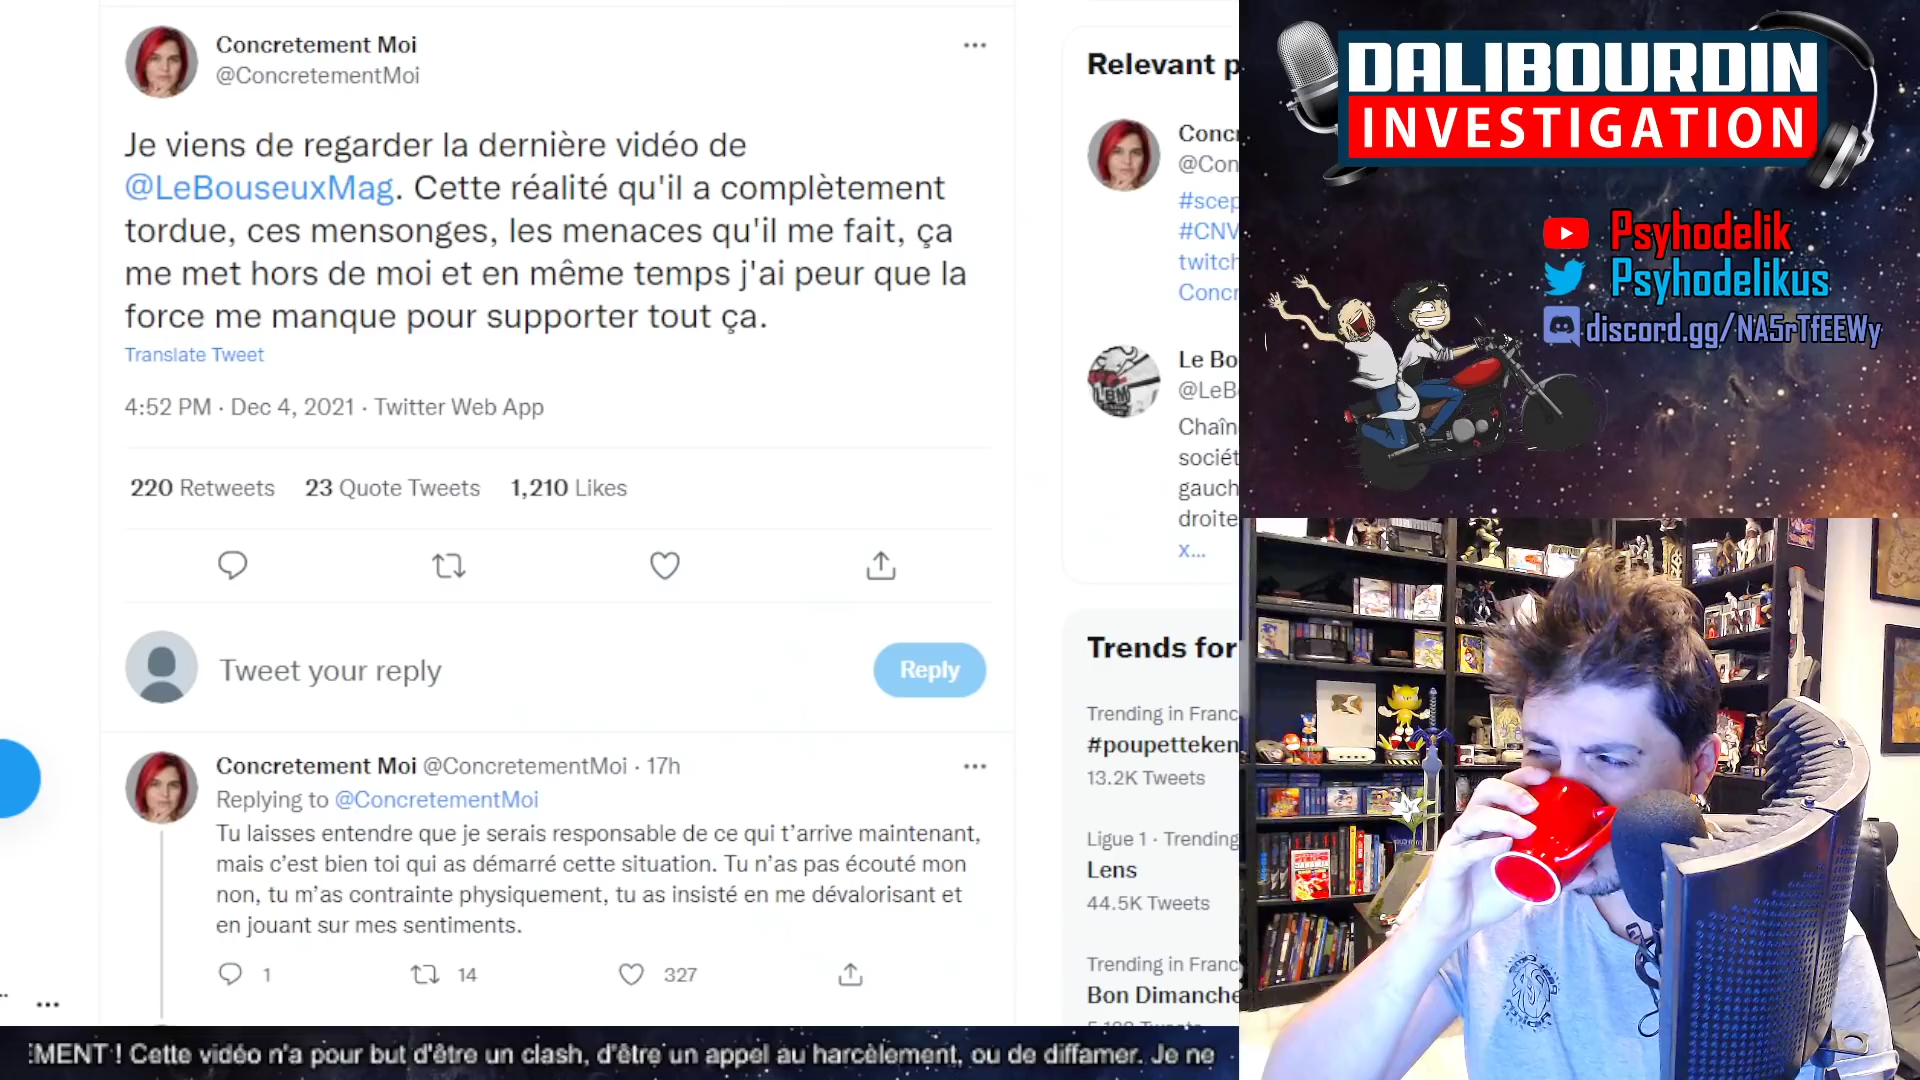 Concretement Moi
@ConcretementMoi
Je viens de regarder la dernière vidéo de
@LeBouseuxMag. Cette réalité qu'il a complètement
tordue, ces mensonges, les menaces qu'il me fait, ça
me met hors de moi et en même temps j'ai peur que la
force me manque pour supporter tout ça.
Translate Tweet
4:52 PM · Dec 4, 2021 · Twitter Web App
220 Retweets 23 Quote Tweets 1,210 Likes
Tweet your reply
Reply
Concretement Moi @ConcretementMoi · 17h
Replying to @ConcretementMoi
Tu laisses entendre que je serais responsable de ce qui t'arrive maintenant,
mais c'est bien toi qui as démarré cette situation. Tu n'as pas écouté mon
non, tu m'as contrainte physiquement, tu as insisté en me dévalorisant et
en jouant sur mes sentiments.
1 14 327
Relevant p
Conc
@Con
#scep
#CNV
twitch
Concr
Le Bo
@LeB
LBM
Chaîn
sociét
gauch
droite
x...
Trends for
Trending in Franc
#poupetteken
13.2K Tweets
Ligue 1 · Trending
Lens
44.5K Tweets
Trending in Franc
Bon Dimanche
DALIBOURDIN
INVESTIGATION
Psyhodelik
Psyhodelikus
discord.gg/NA5rTfEEWy
MENT ! Cette vidéo n'a pour but d'être un clash, d'être un appel au harcèlement, ou de diffamer. Je ne